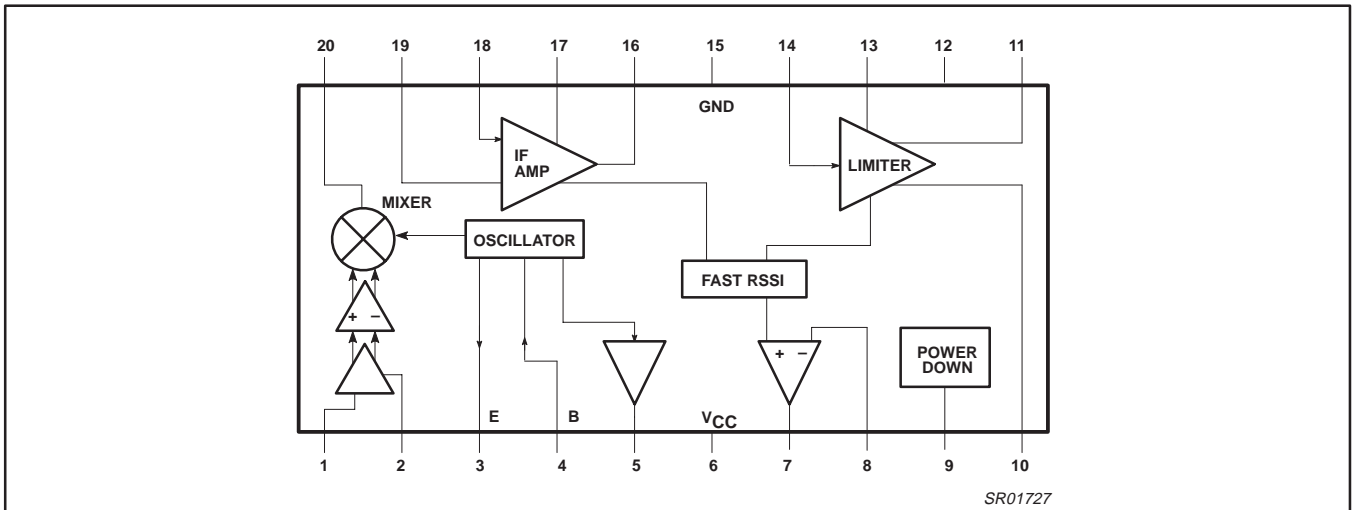 20 19 18 17 16 15 14 13 12 11
GND
IF
AMP
LIMITER
MIXER
OSCILLATOR
FAST RSSI
+ −
+ −
POWER
DOWN
E B VCC
1 2 3 4 5 6 7 8 9 10
SR01727